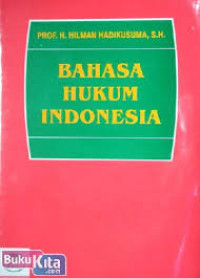 PROF. H. HILMAN HADIKUSUMA, S.H.
BAHASA
HUKUM
INDONESIA
Buku
Kita
.com